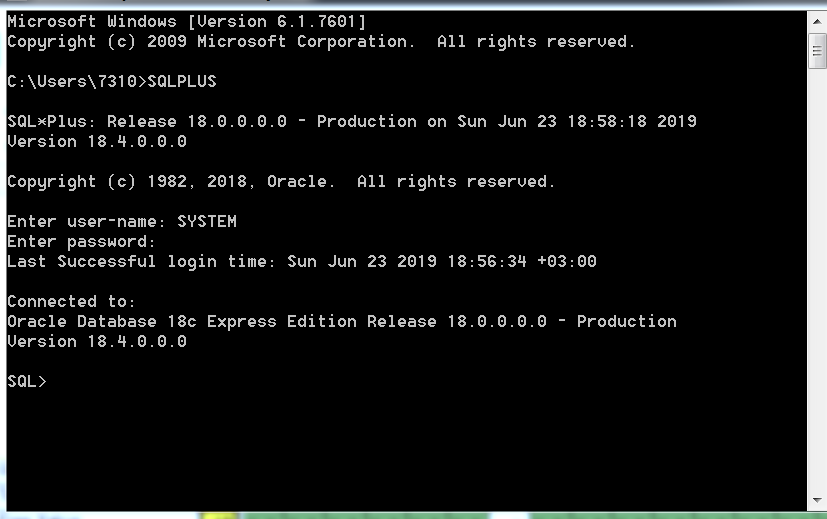 Microsoft Windows [Version 6.1.7601]
Copyright (c) 2009 Microsoft Corporation.  All rights reserved.
C:\Users\7310>SQLPLUS
SQL*Plus: Release 18.0.0.0.0 - Production on Sun Jun 23 18:58:18 2019
Version 18.4.0.0.0
Copyright (c) 1982, 2018, Oracle.  All rights reserved.
Enter user-name: SYSTEM
Enter password:
Last Successful login time: Sun Jun 23 2019 18:56:34 +03:00
Connected to:
Oracle Database 18c Express Edition Release 18.0.0.0.0 - Production
Version 18.4.0.0.0
SQL>